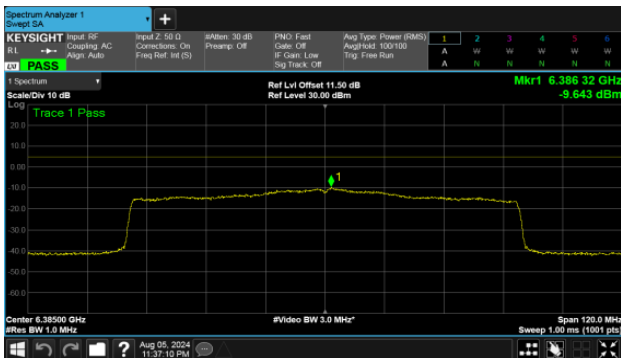 Spectrum Analyzer 1
Swept SA
+
KEYSIGHT Input: RF Input Z: 50 Ω #Atten: 30 dB PNO: Fast Avg Type: Power (RMS) 1 2 3 4 5 6
RL Coupling: AC Corrections: On Preamp: Off Gate: Off Avg|Hold: 100/100 A W W W W W
Align: Auto Freq Ref: Int (S) IF Gain: Low Trig: Free Run
LXI PASS Sig Track: Off A N N N N N
1 Spectrum Ref Lvl Offset 11.50 dB Mkr1 6.386 32 GHz
Scale/Div 10 dB Ref Level 30.00 dBm -9.643 dBm
Log
Trace 1 Pass
20.0
10.0
0.00
1
-10.0
-20.0
-30.0
-40.0
-50.0
-60.0
Center 6.38500 GHz #Video BW 3.0 MHz* Span 120.0 MHz
#Res BW 1.0 MHz Sweep 1.00 ms (1001 pts)
? Aug 05, 2024
11:37:10 PM